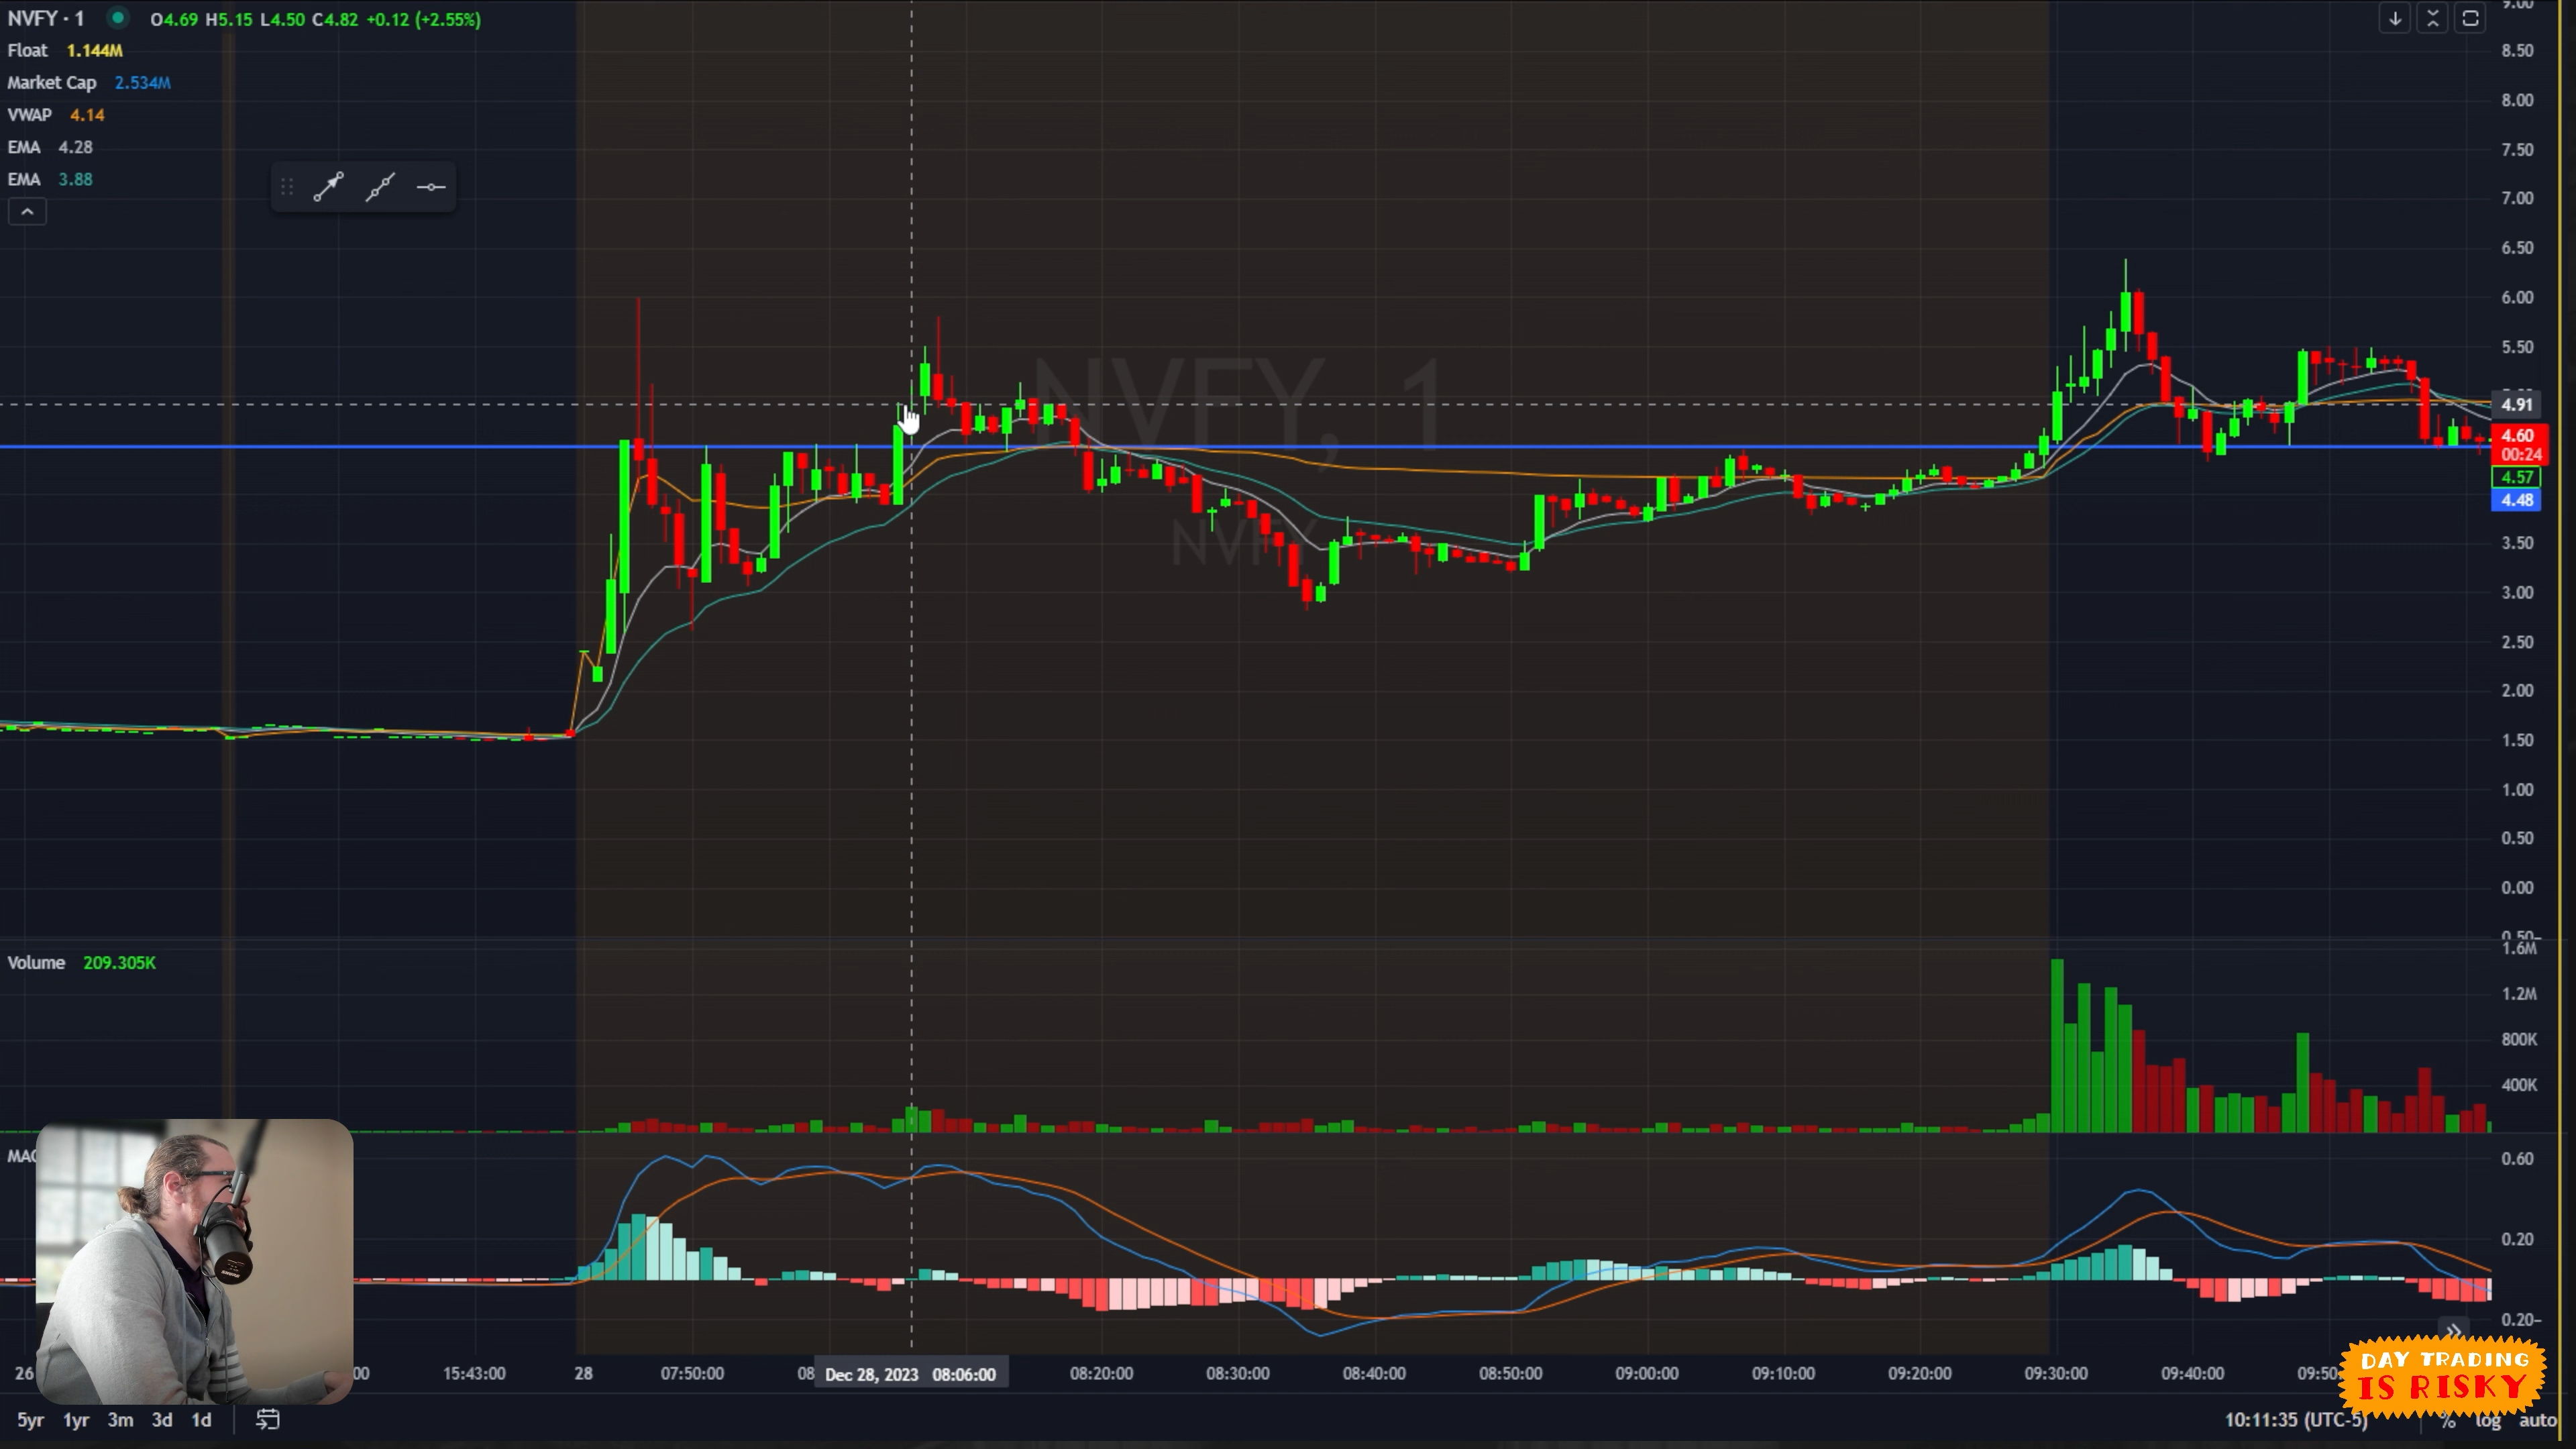 NVFY · 1 O4.69 H5.15 L4.50 C4.82 +0.12 (+2.55%)
Float 1.144M
Market Cap 2.534M
VWAP 4.14
EMA 4.28
EMA 3.88
NVFY, 1
NVFY
9.00
8.50
8.00
7.50
7.00
6.50
6.00
5.50
4.91
4.60
00:24
4.57
4.48
3.50
3.00
2.50
2.00
1.50
1.00
0.50
0.00
0.50-
Volume 209.305K
1.6M
1.2M
800K
400K
0.60
0.20
0.20-
15:43:00 28 07:50:00 Dec 28, 2023 08:06:00 08:20:00 08:30:00 08:40:00 08:50:00 09:00:00 09:10:00 09:20:00 09:30:00 09:40:00
DAY TRADING
IS RISKY
5yr 1yr 3m 3d 1d 10:11:35 (UTC-5) % log auto